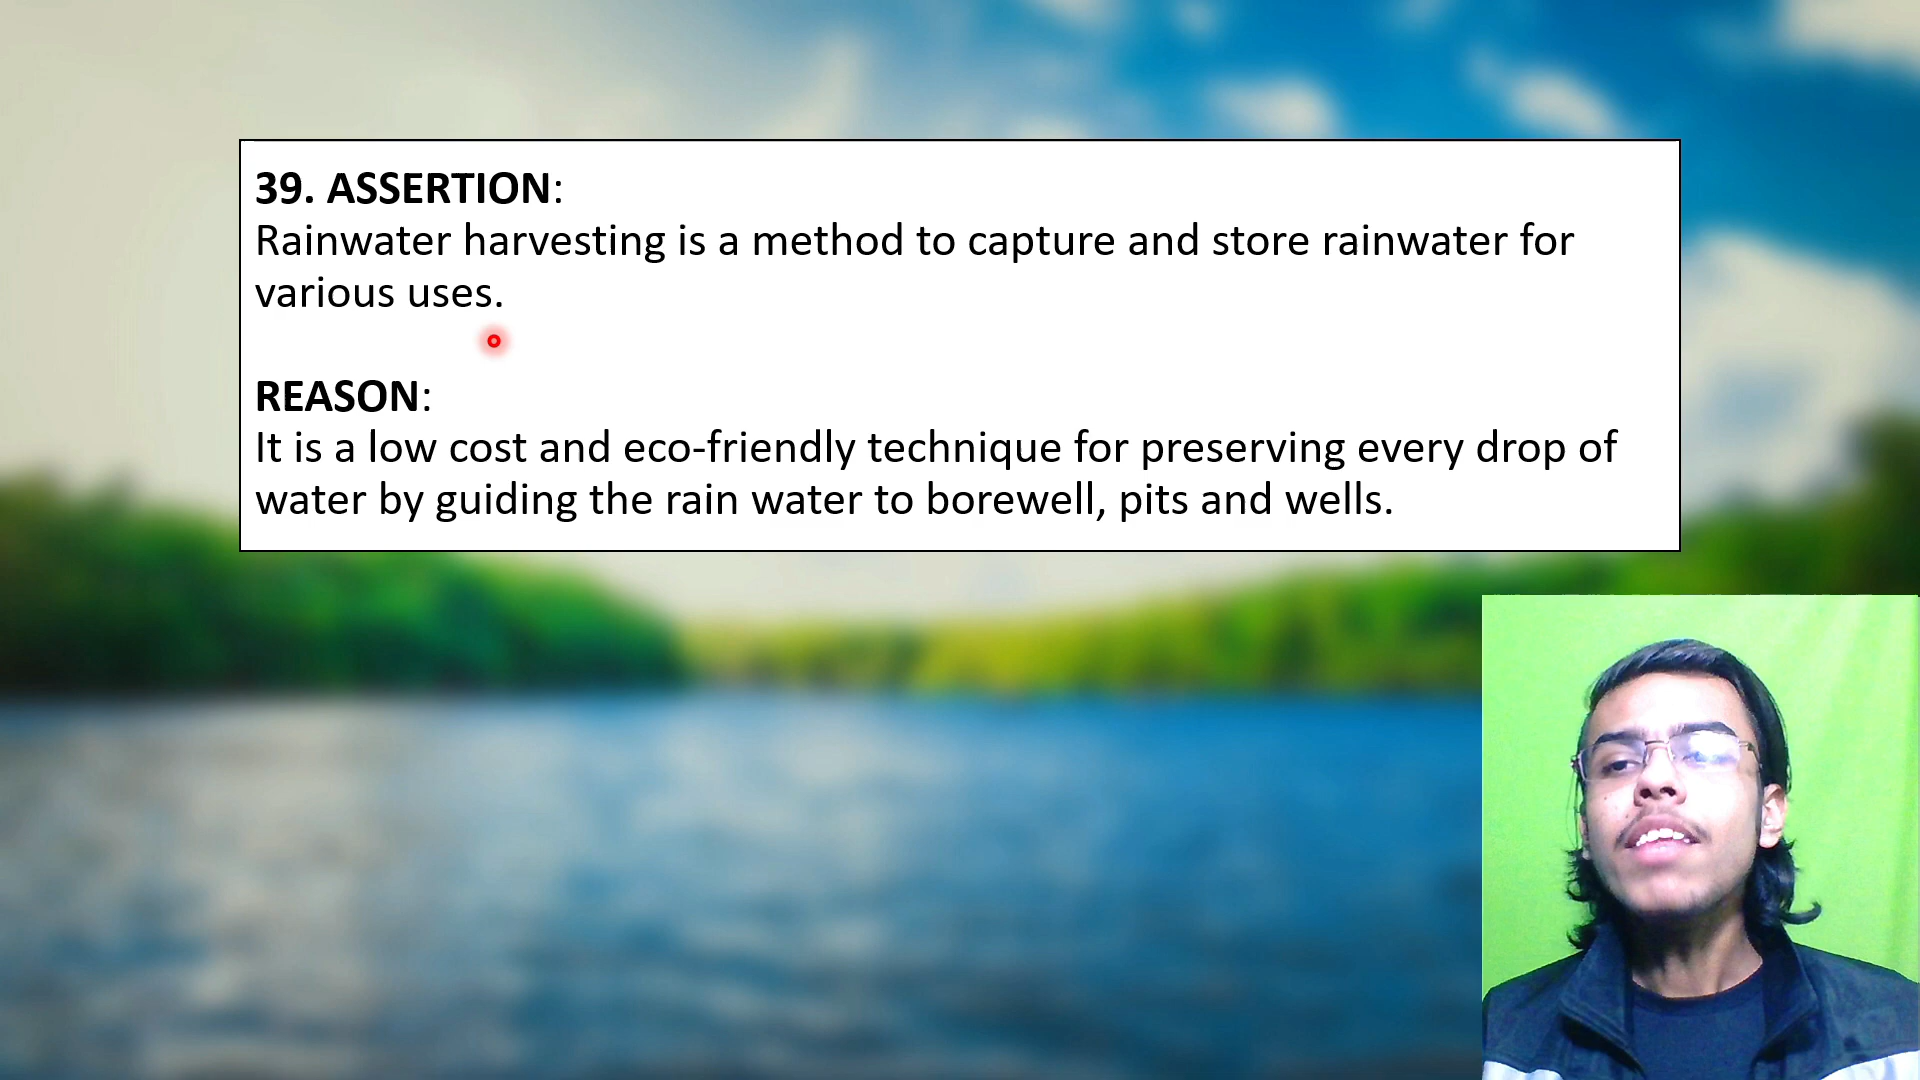 39. ASSERTION:
Rainwater harvesting is a method to capture and store rainwater for
various uses.
REASON:
It is a low cost and eco-friendly technique for preserving every drop of
water by guiding the rain water to borewell, pits and wells.